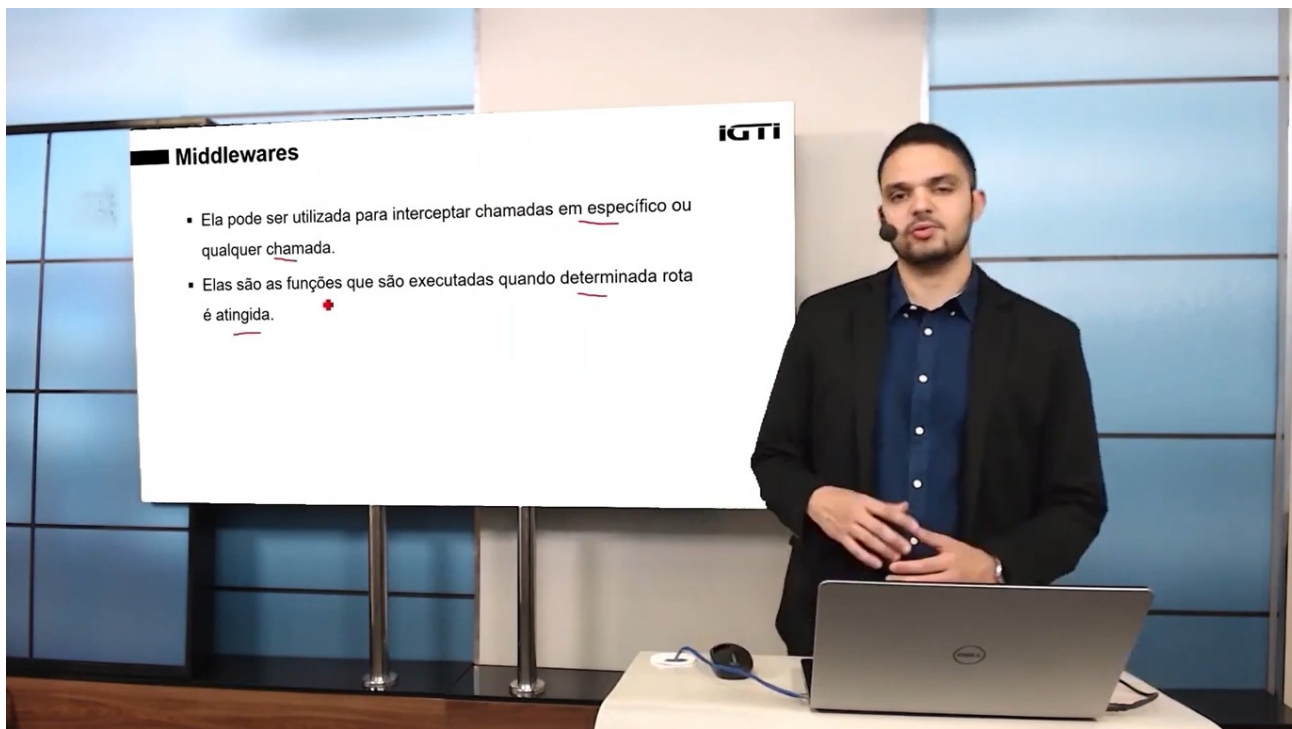 iGTi
Middlewares
▪ Ela pode ser utilizada para interceptar chamadas em específico ou
qualquer chamada.
▪ Elas são as funções que são executadas quando determinada rota
é atingida.
DELL